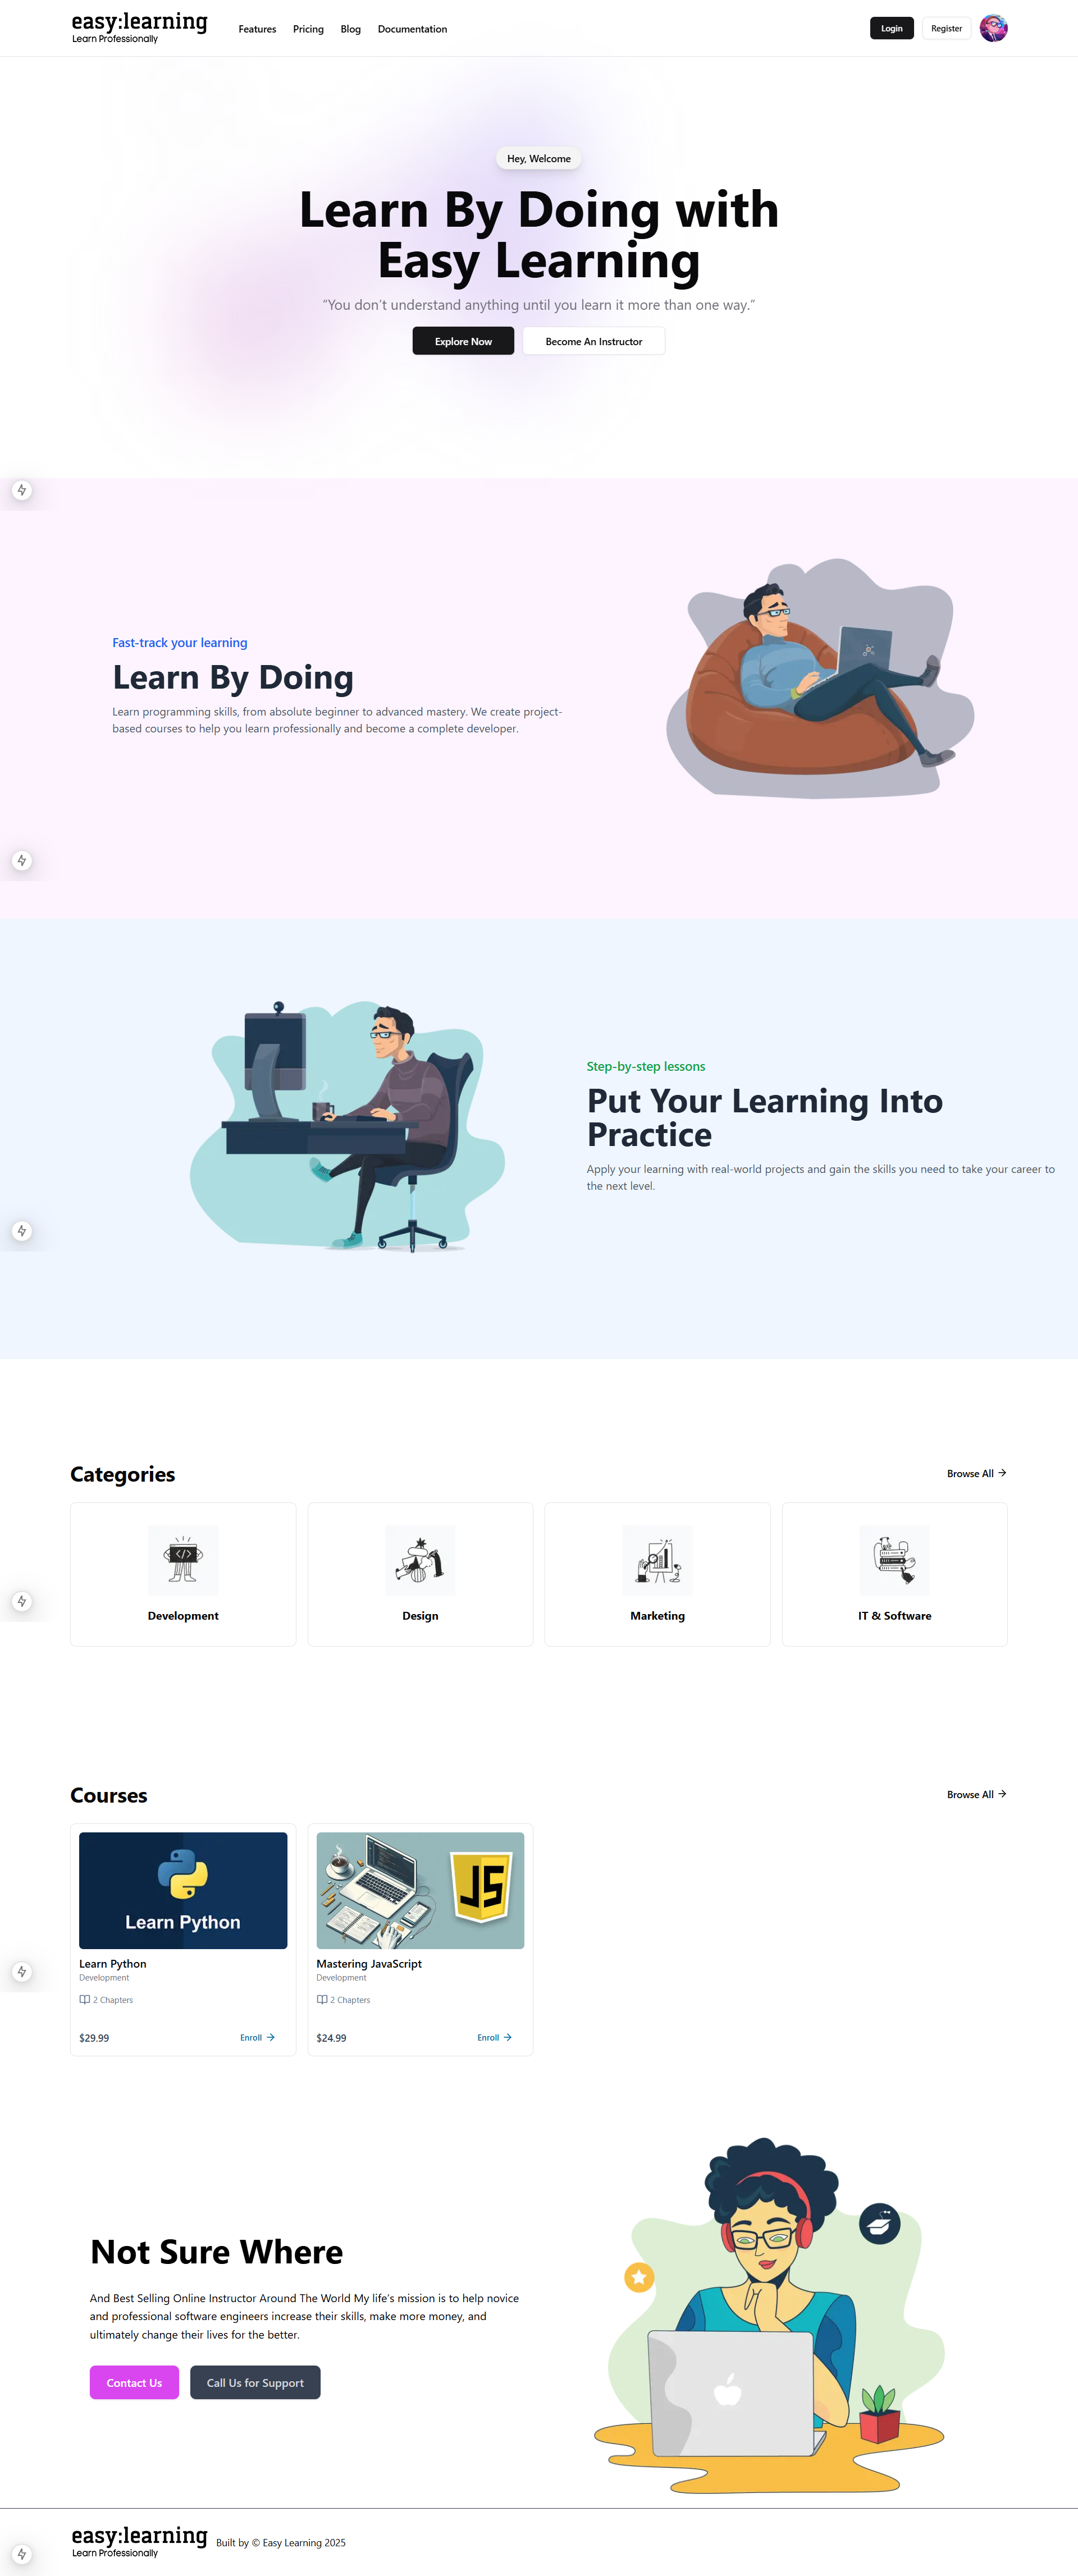 easy:learning
Learn Professionally
Features Pricing Blog Documentation
Login Register
Hey, Welcome
Learn By Doing with
Easy Learning
“You don’t understand anything until you learn it more than one way.”
Explore Now Become An Instructor
Fast-track your learning
Learn By Doing
Learn programming skills, from absolute beginner to advanced mastery. We create project-
based courses to help you learn professionally and become a complete developer.
Step-by-step lessons
Put Your Learning Into
Practice
Apply your learning with real-world projects and gain the skills you need to take your career to
the next level.
Categories
Browse All
</>
Development
Design
Marketing
IT & Software
Courses
Browse All
Learn Python
Learn Python
Development
2 Chapters
$29.99 Enroll
JS
Mastering JavaScript
Development
2 Chapters
$24.99 Enroll
Not Sure Where
And Best Selling Online Instructor Around The World My life's mission is to help novice
and professional software engineers increase their skills, make more money, and
ultimately change their lives for the better.
Contact Us Call Us for Support
easy:learning
Learn Professionally
Built by © Easy Learning 2025